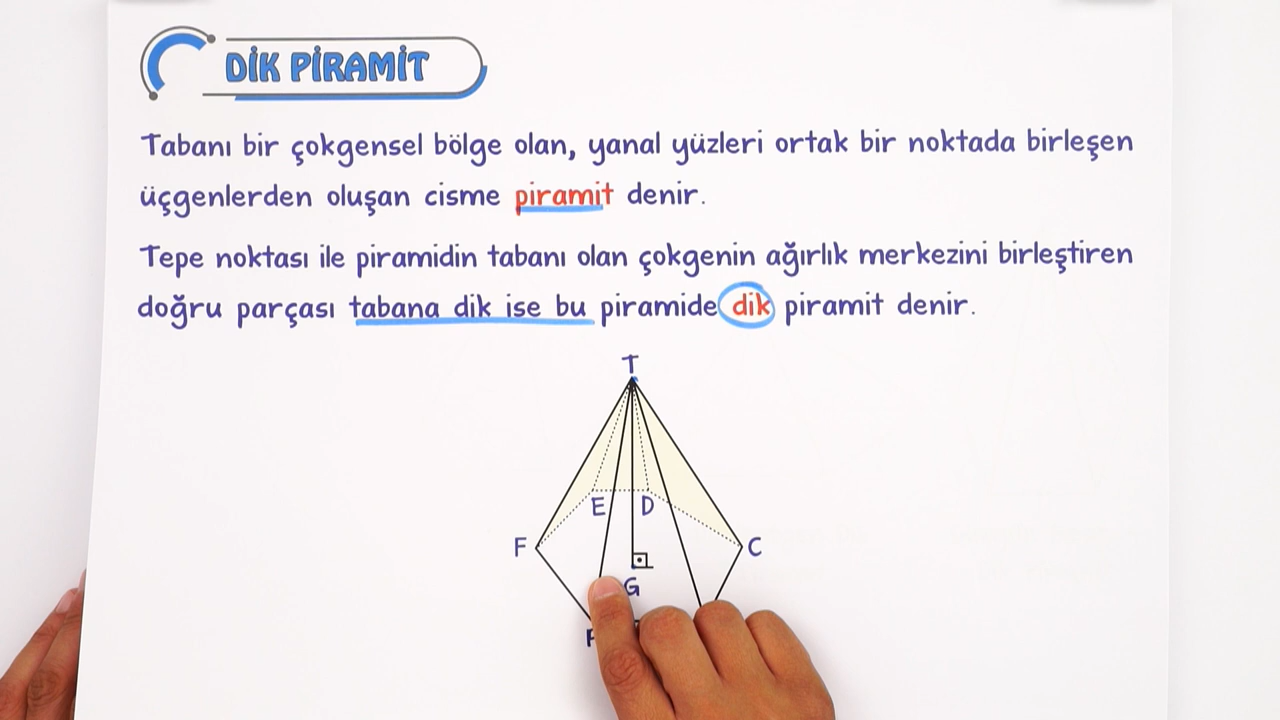 DİK PİRAMİT
Tabanı bir çokgensel bölge olan, yanal yüzleri ortak bir noktada birleşen
üçgenlerden oluşan cisme piramit denir.
Tepe noktası ile piramidin tabanı olan çokgenin ağırlık merkezini birleştiren
doğru parçası tabana dik ise bu piramide dik piramit denir.
T
E D
F C
G